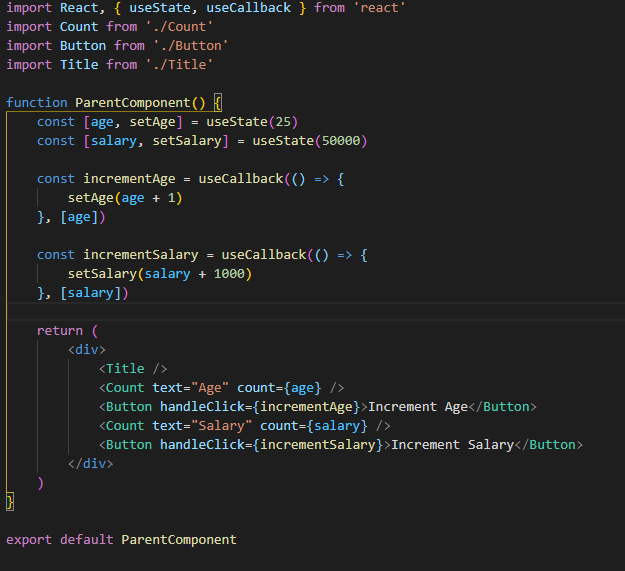 import React, { useState, useCallback } from 'react'
import Count from './Count'
import Button from './Button'
import Title from './Title'

function ParentComponent() {
    const [age, setAge] = useState(25)
    const [salary, setSalary] = useState(50000)

    const incrementAge = useCallback(() => {
        setAge(age + 1)
    }, [age])

    const incrementSalary = useCallback(() => {
        setSalary(salary + 1000)
    }, [salary])

    return (
        <div>
            <Title />
            <Count text="Age" count={age} />
            <Button handleClick={incrementAge}>Increment Age</Button>
            <Count text="Salary" count={salary} />
            <Button handleClick={incrementSalary}>Increment Salary</Button>
        </div>
    )
}

export default ParentComponent